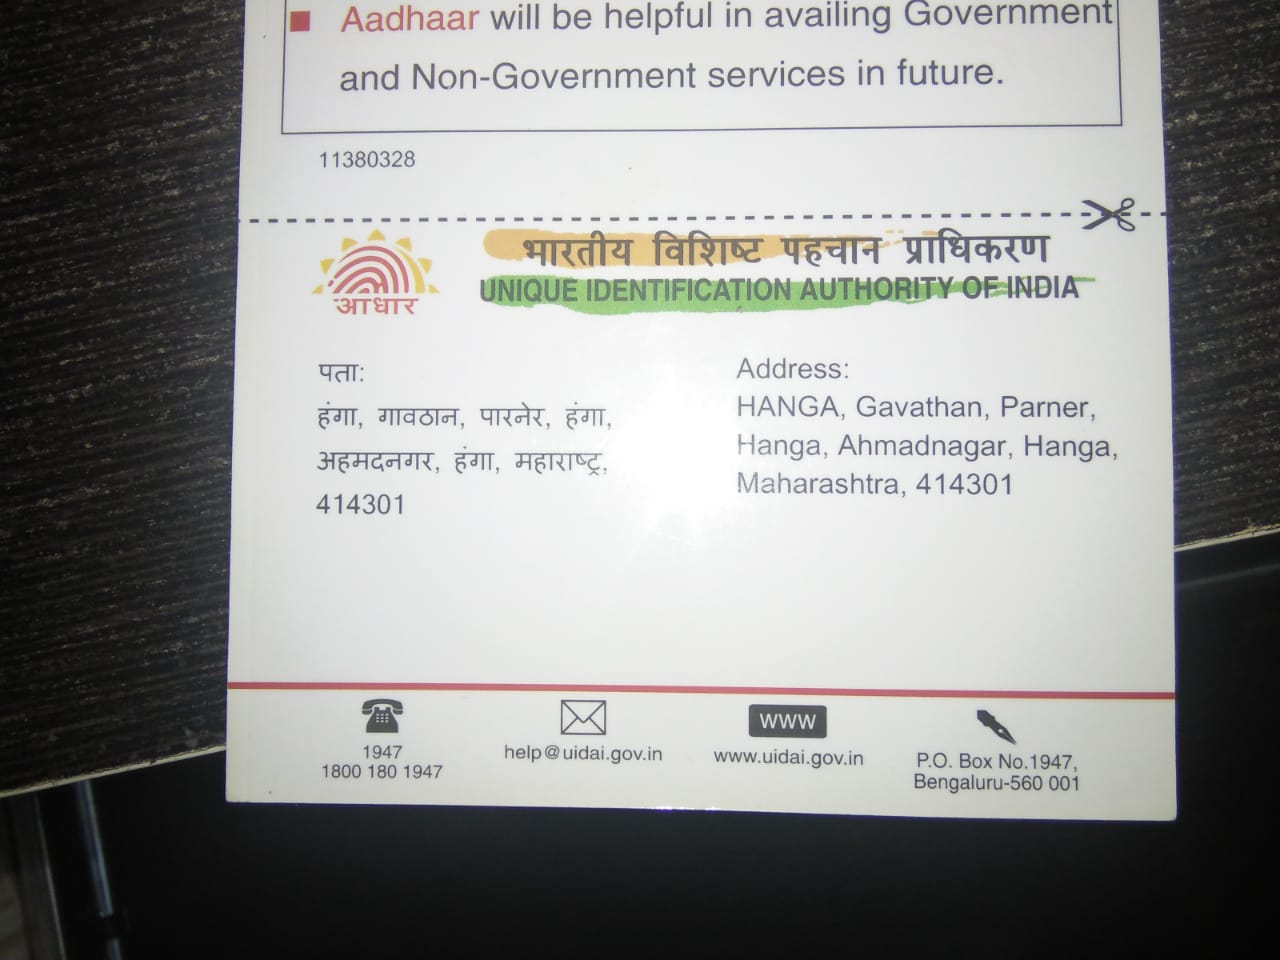 ■ Aadhaar will be helpful in availing Government
and Non-Government services in future.
11380328
आधार
भारतीय विशिष्ट पहचान प्राधिकरण
UNIQUE IDENTIFICATION AUTHORITY OF INDIA
पता:
हंगा, गावठान, पारनेर, हंगा,
अहमदनगर, हंगा, महाराष्ट्र,
414301
Address:
HANGA, Gavathan, Parner,
Hanga, Ahmadnagar, Hanga,
Maharashtra, 414301
1947
1800 180 1947
help@uidai.gov.in
www
www.uidai.gov.in
P.O. Box No.1947,
Bengaluru-560 001